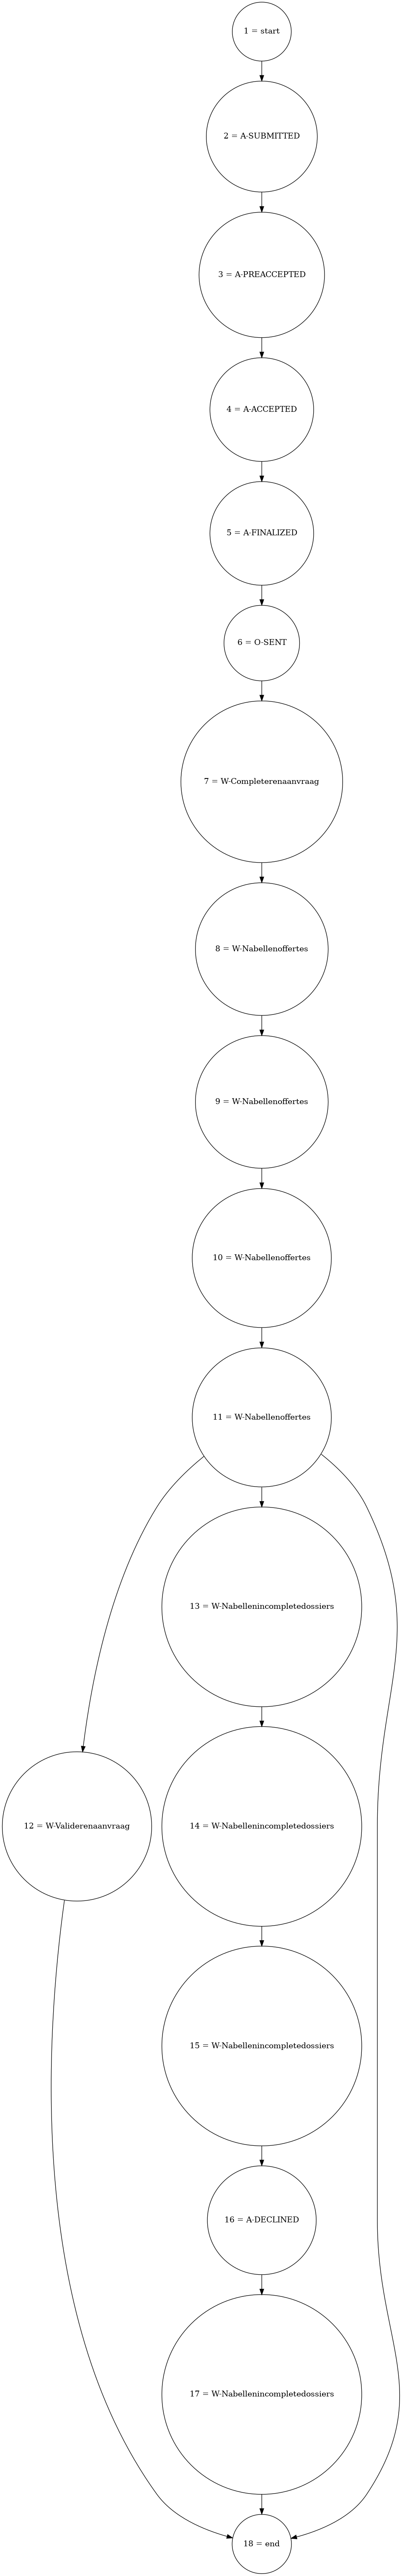 1 = start
2 = A-SUBMITTED
3 = A-PREACCEPTED
4 = A-ACCEPTED
5 = A-FINALIZED
6 = O-SENT
7 = W-Completerenaanvraag
8 = W-Nabellenoffertes
9 = W-Nabellenoffertes
10 = W-Nabellenoffertes
11 = W-Nabellenoffertes
13 = W-Nabellenincompletedossiers
12 = W-Validerenaanvraag
14 = W-Nabellenincompletedossiers
15 = W-Nabellenincompletedossiers
16 = A-DECLINED
17 = W-Nabellenincompletedossiers
18 = end